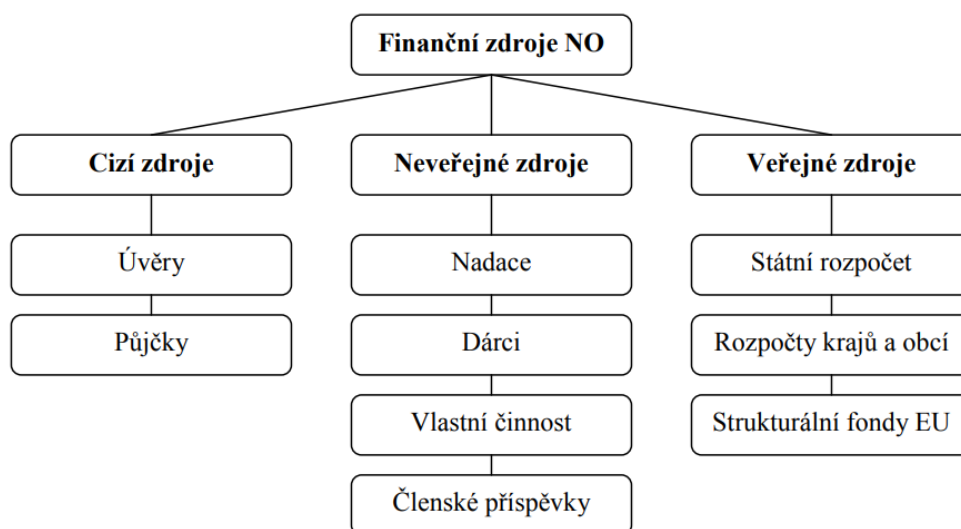 Finanční zdroje NO
Cizí zdroje
Neveřejné zdroje
Veřejné zdroje
Úvěry
Nadace
Státní rozpočet
Půjčky
Dárci
Rozpočty krajů a obcí
Vlastní činnost
Strukturální fondy EU
Členské příspěvky